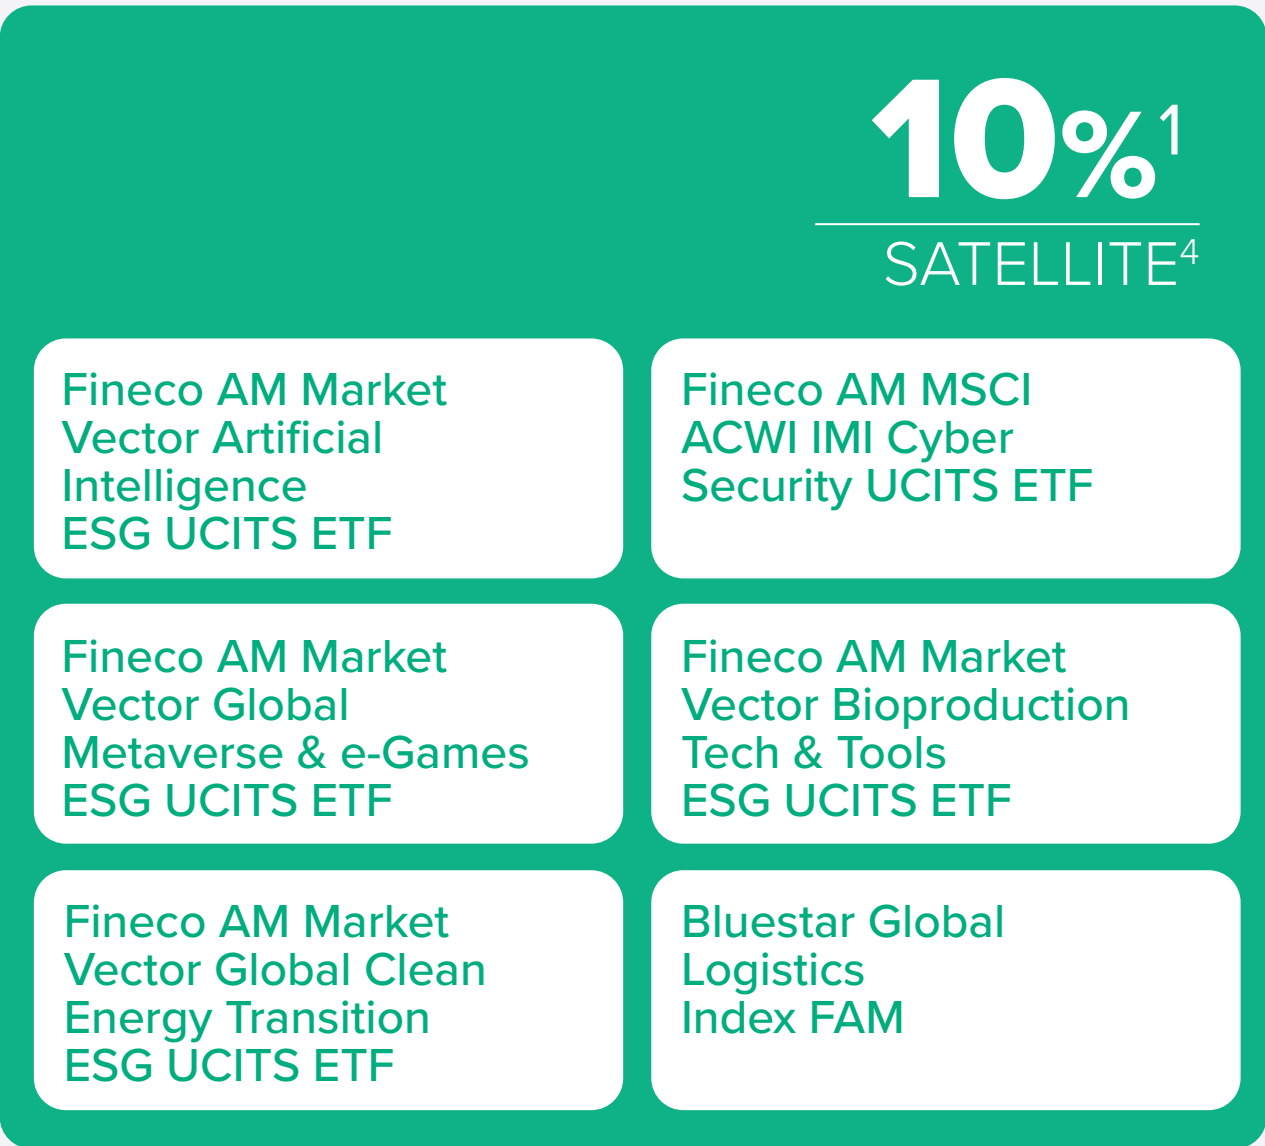 10%¹
SATELLITE⁴
Fineco AM Market
Vector Artificial
Intelligence
ESG UCITS ETF
Fineco AM MSCI
ACWI IMI Cyber
Security UCITS ETF
Fineco AM Market
Vector Global
Metaverse & e-Games
ESG UCITS ETF
Fineco AM Market
Vector Bioproduction
Tech & Tools
ESG UCITS ETF
Fineco AM Market
Vector Global Clean
Energy Transition
ESG UCITS ETF
Bluestar Global
Logistics
Index FAM